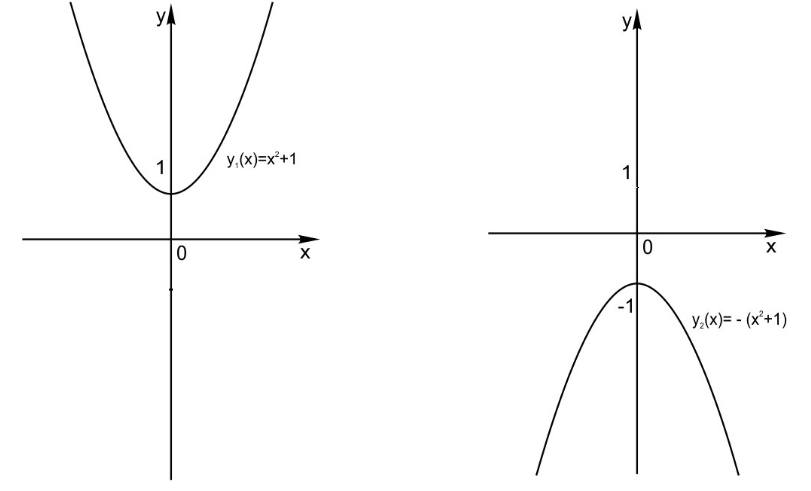 y
1
y₁(x)=x²+1
0
x
y
1
0
x
-1
y₂(x)= - (x²+1)